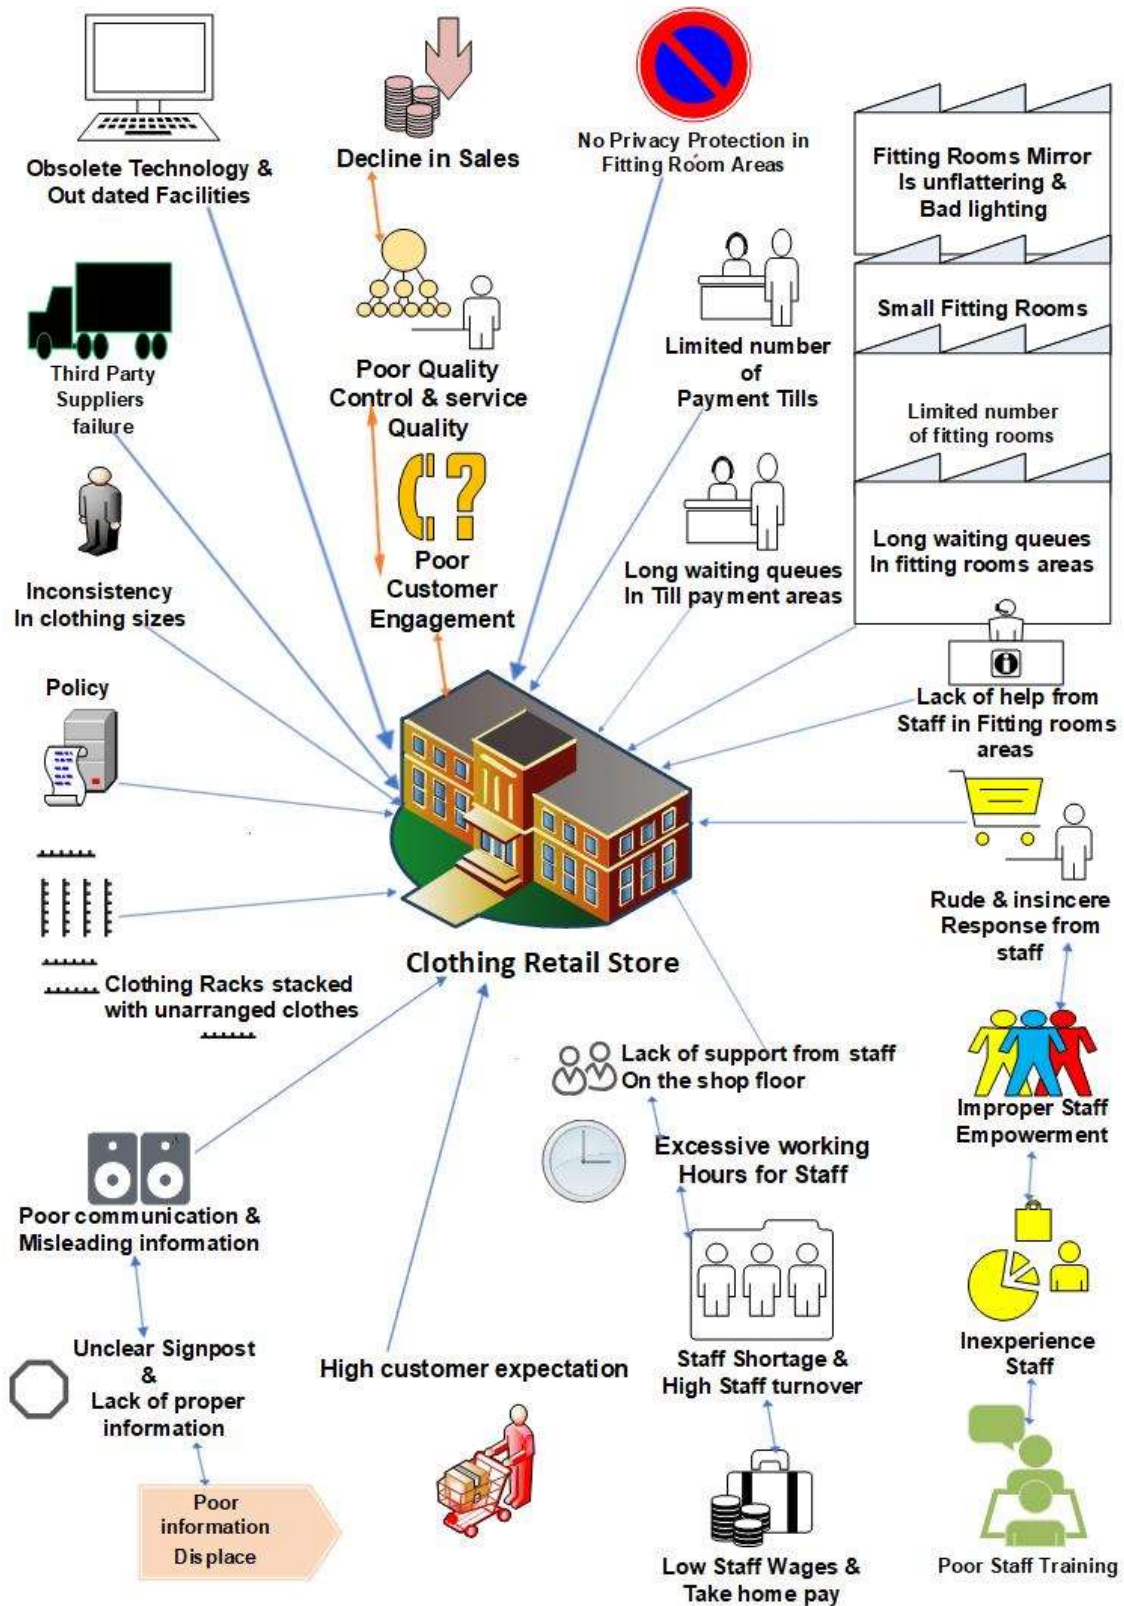 Obsolete Technology &
Out dated Facilities
Decline in Sales
No Privacy Protection in
Fitting Room Areas
Fitting Rooms Mirror
Is unflattering &
Bad lighting
Small Fitting Rooms
Limited number
of fitting rooms
Long waiting queues
In fitting rooms areas
Third Party
Suppliers
failure
Poor Quality
Control & service
Quality
Limited number
of
Payment Tills
Inconsistency
In clothing sizes
Poor
Customer
Engagement
Long waiting queues
In Till payment areas
Lack of help from
Staff in Fitting rooms
areas
Policy
Rude & insincere
Response from
staff
Clothing Retail Store
Clothing Racks stacked
with unarranged clothes
Lack of support from staff
On the shop floor
Improper Staff
Empowerment
Excessive working
Hours for Staff
Poor communication &
Misleading information
Unclear Signpost
&
Lack of proper
information
High customer expectation
Staff Shortage &
High Staff turnover
Inexperience
Staff
Poor
information
Displace
Low Staff Wages &
Take home pay
Poor Staff Training